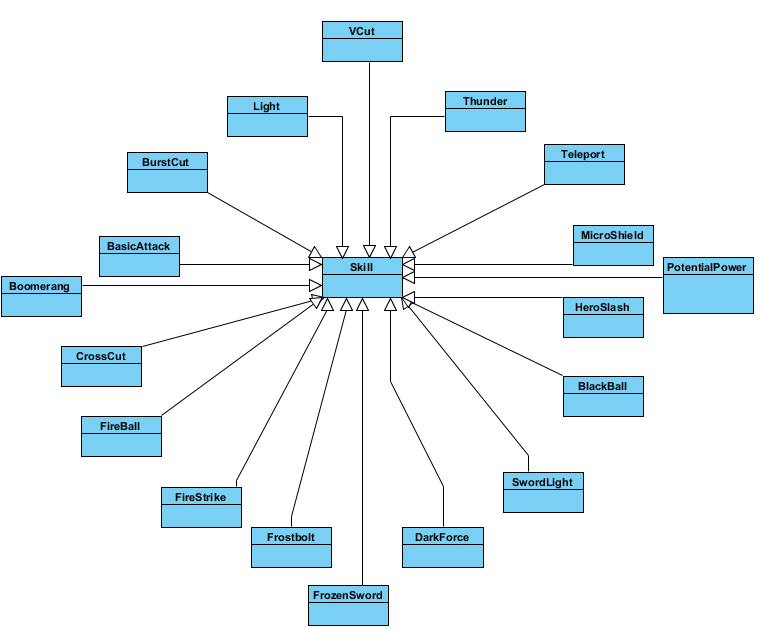 VCut
Thunder
Light
Teleport
BurstCut
MicroShield
BasicAttack
Skill
PotentialPower
Boomerang
HeroSlash
CrossCut
BlackBall
FireBall
SwordLight
FireStrike
Frostbolt
DarkForce
FrozenSword